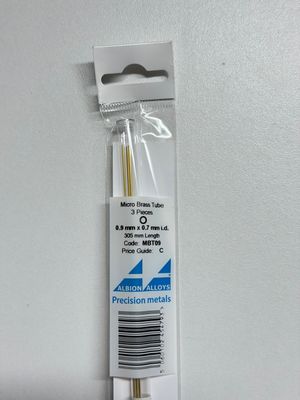 Micro Brass Tube
3 Pieces
0.9 mm x 0.7 mm i.d.
305 mm Length
Code: MBT09
Price Guide: C
ALBION ALLOYS
Precision metals